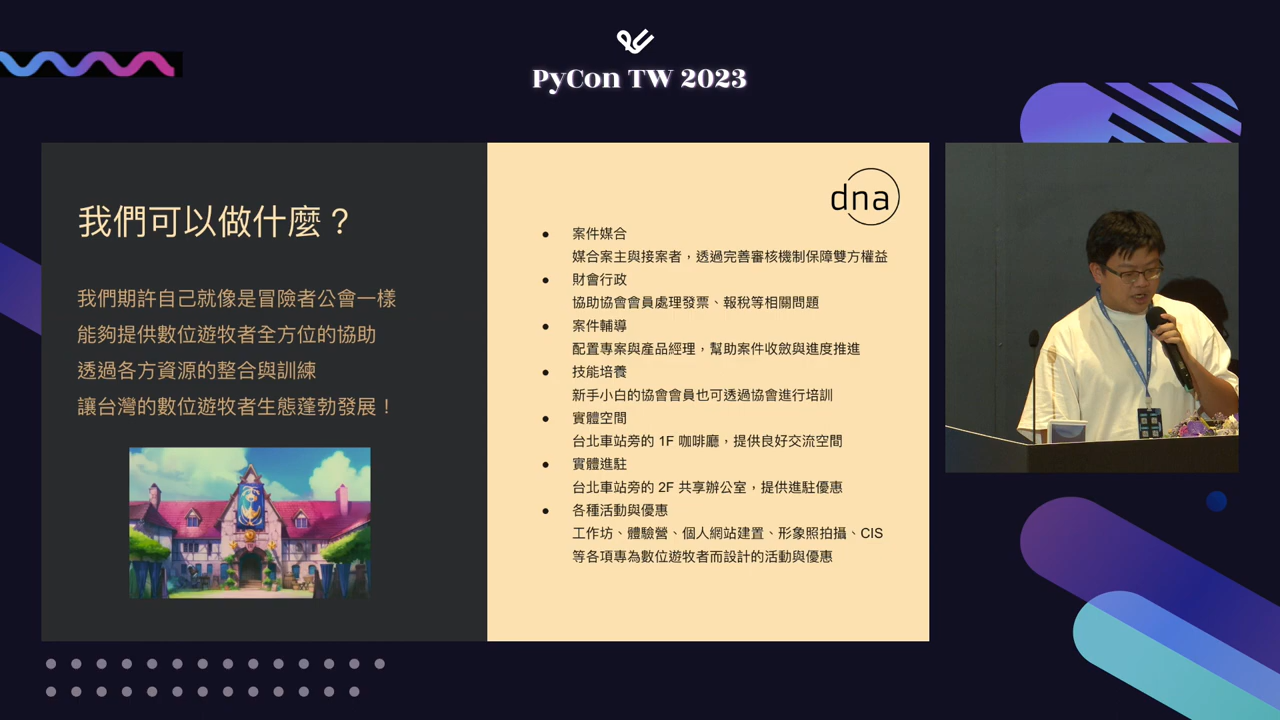 PyCon TW 2023
我們可以做什麼？
我們期許自己就像是冒險者公會一樣
能夠提供數位遊牧者全方位的協助
透過各方資源的整合與訓練
讓台灣的數位遊牧者生態蓬勃發展！
dna
● 案件媒合
媒合案主與接案者，透過完善審核機制保障雙方權益
● 財會行政
協助協會會員處理發票、報稅等相關問題
● 案件輔導
配置專案與產品經理，幫助案件收斂與進度推進
● 技能培養
新手小白的協會會員也可透過協會進行培訓
● 實體空間
台北車站旁的 1F 咖啡廳，提供良好交流空間
● 實體進駐
台北車站旁的 2F 共享辦公室，提供進駐優惠
● 各種活動與優惠
工作坊、體驗營、個人網站建置、形象照拍攝、CIS
等各項專為數位遊牧者而設計的活動與優惠